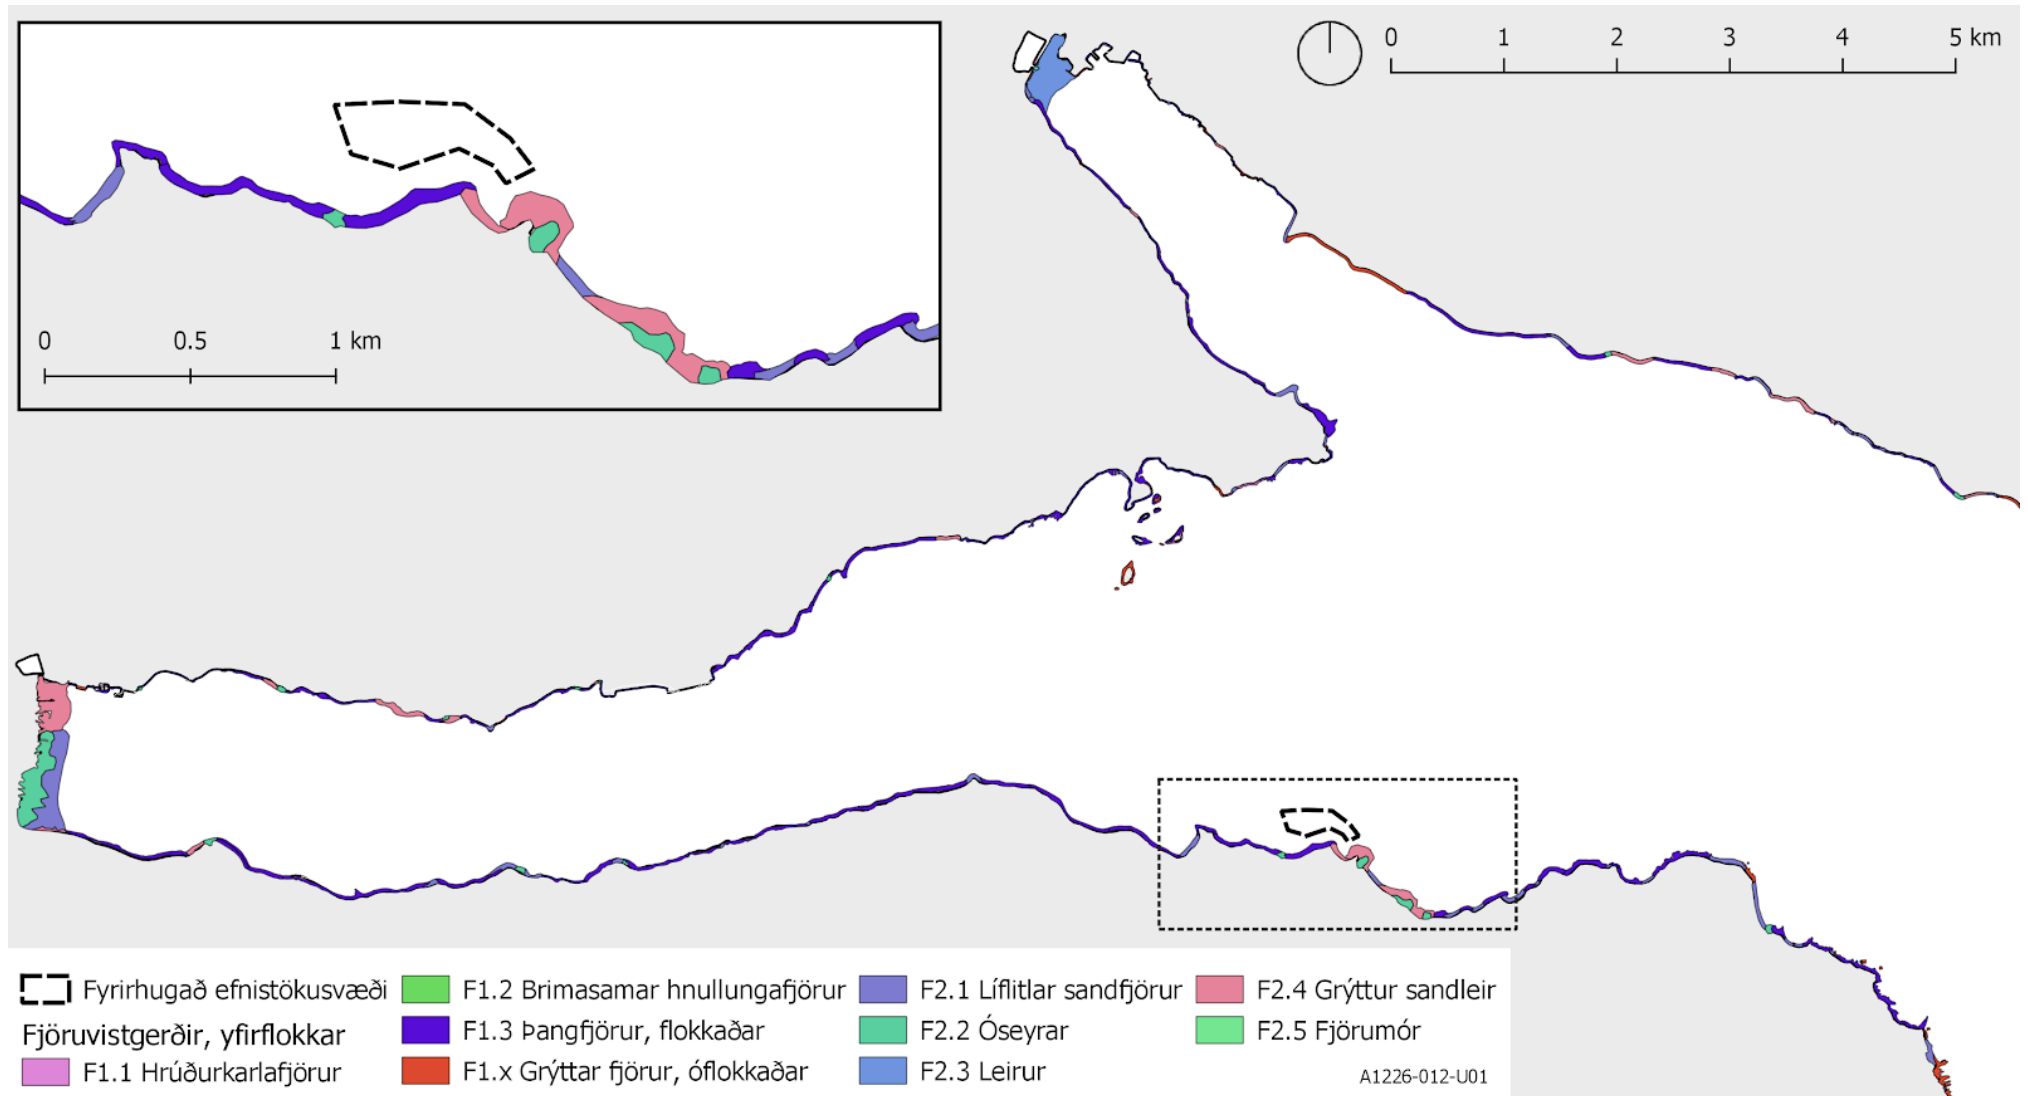 0 1 2 3 4 5 km
0 0.5 1 km
Fyrirhugað efnistökusvæði
Fjöruvistgerðir, yfirflokkar
F1.1 Hrúðurkarlafjörur
F1.2 Brimasamar hnullungafjörur
F1.3 Þangfjörur, flokkaðar
F1.x Grýttar fjörur, óflokkaðar
F2.1 Líflitlar sandfjörur
F2.2 Óseyrar
F2.3 Leirur
F2.4 Grýttur sandleir
F2.5 Fjörumór
A1226-012-U01